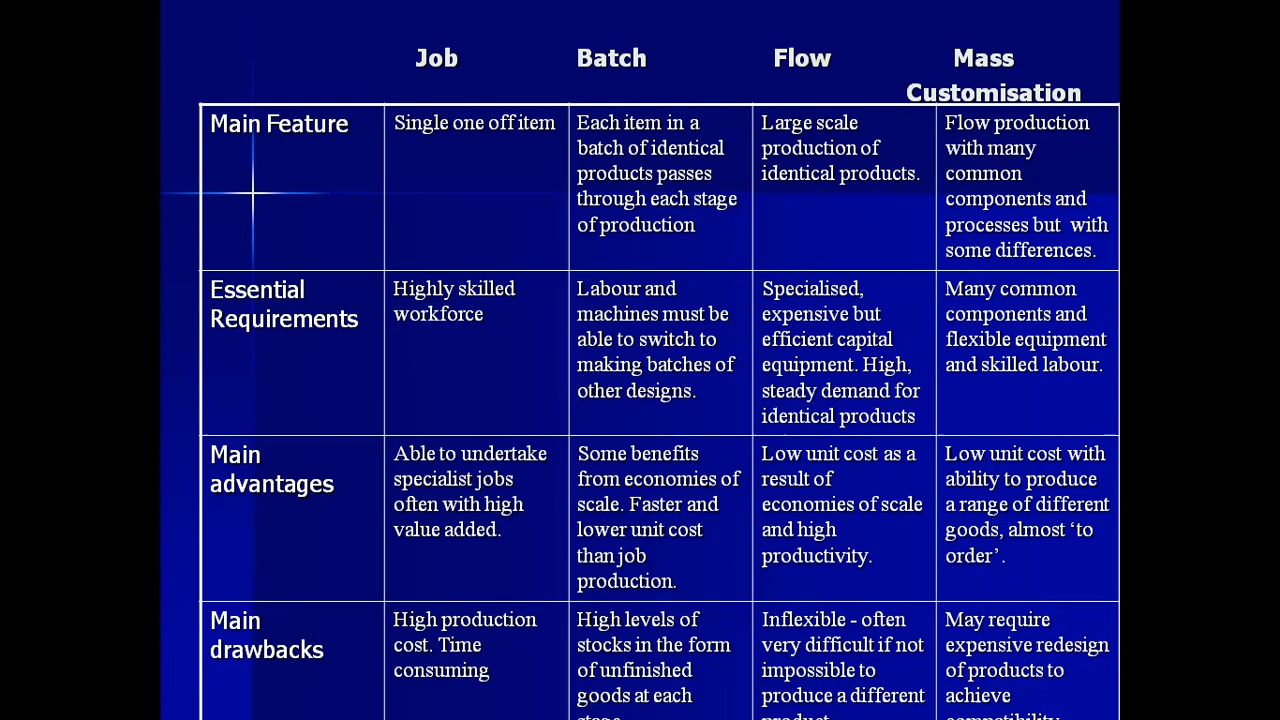 Job
Batch
Flow
Mass
Customisation
Main Feature
Single one off item
Each item in a
batch of identical
products passes
through each stage
of production
Large scale
production of
identical products.
Flow production
with many
common
components and
processes but with
some differences.
Essential
Requirements
Highly skilled
workforce
Labour and
machines must be
able to switch to
making batches of
other designs.
Specialised,
expensive but
efficient capital
equipment. High,
steady demand for
identical products
Many common
components and
flexible equipment
and skilled labour.
Main
advantages
Able to undertake
specialist jobs
often with high
value added.
Some benefits
from economies of
scale. Faster and
lower unit cost
than job
production.
Low unit cost as a
result of
economies of scale
and high
productivity.
Low unit cost with
ability to produce
a range of different
goods, almost ‘to
order’.
Main
drawbacks
High production
cost. Time
consuming
High levels of
stocks in the form
of unfinished
goods at each
Inflexible - often
very difficult if not
impossible to
produce a different
May require
expensive redesign
of products to
achieve